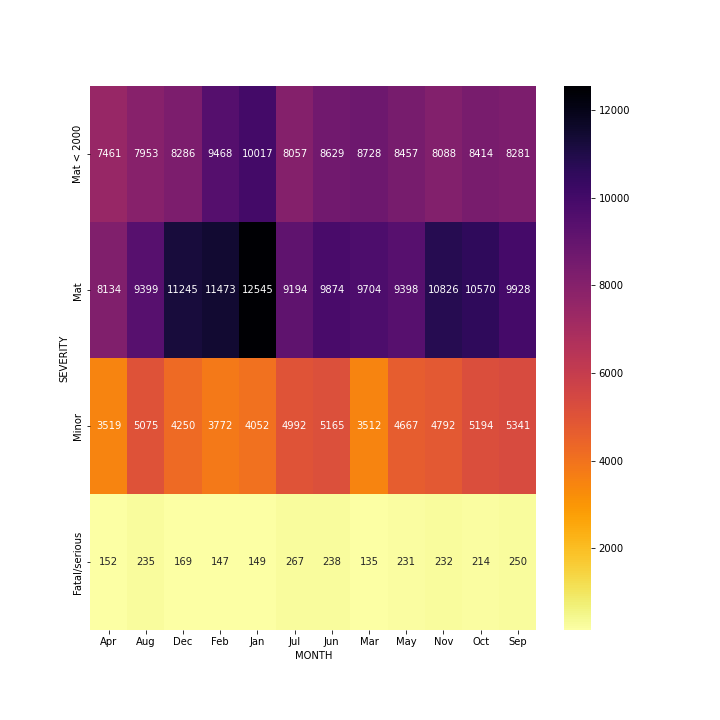 SEVERITY
Mat < 2000
7461 7953 8286 9468 10017 8057 8629 8728 8457 8088 8414 8281
Mat
8134 9399 11245 11473 12545 9194 9874 9704 9398 10826 10570 9928
Minor
3519 5075 4250 3772 4052 4992 5165 3512 4667 4792 5194 5341
Fatal/serious
152 235 169 147 149 267 238 135 231 232 214 250
Apr Aug Dec Feb Jan Jul Jun Mar May Nov Oct Sep
MONTH
12000
10000
8000
6000
4000
2000